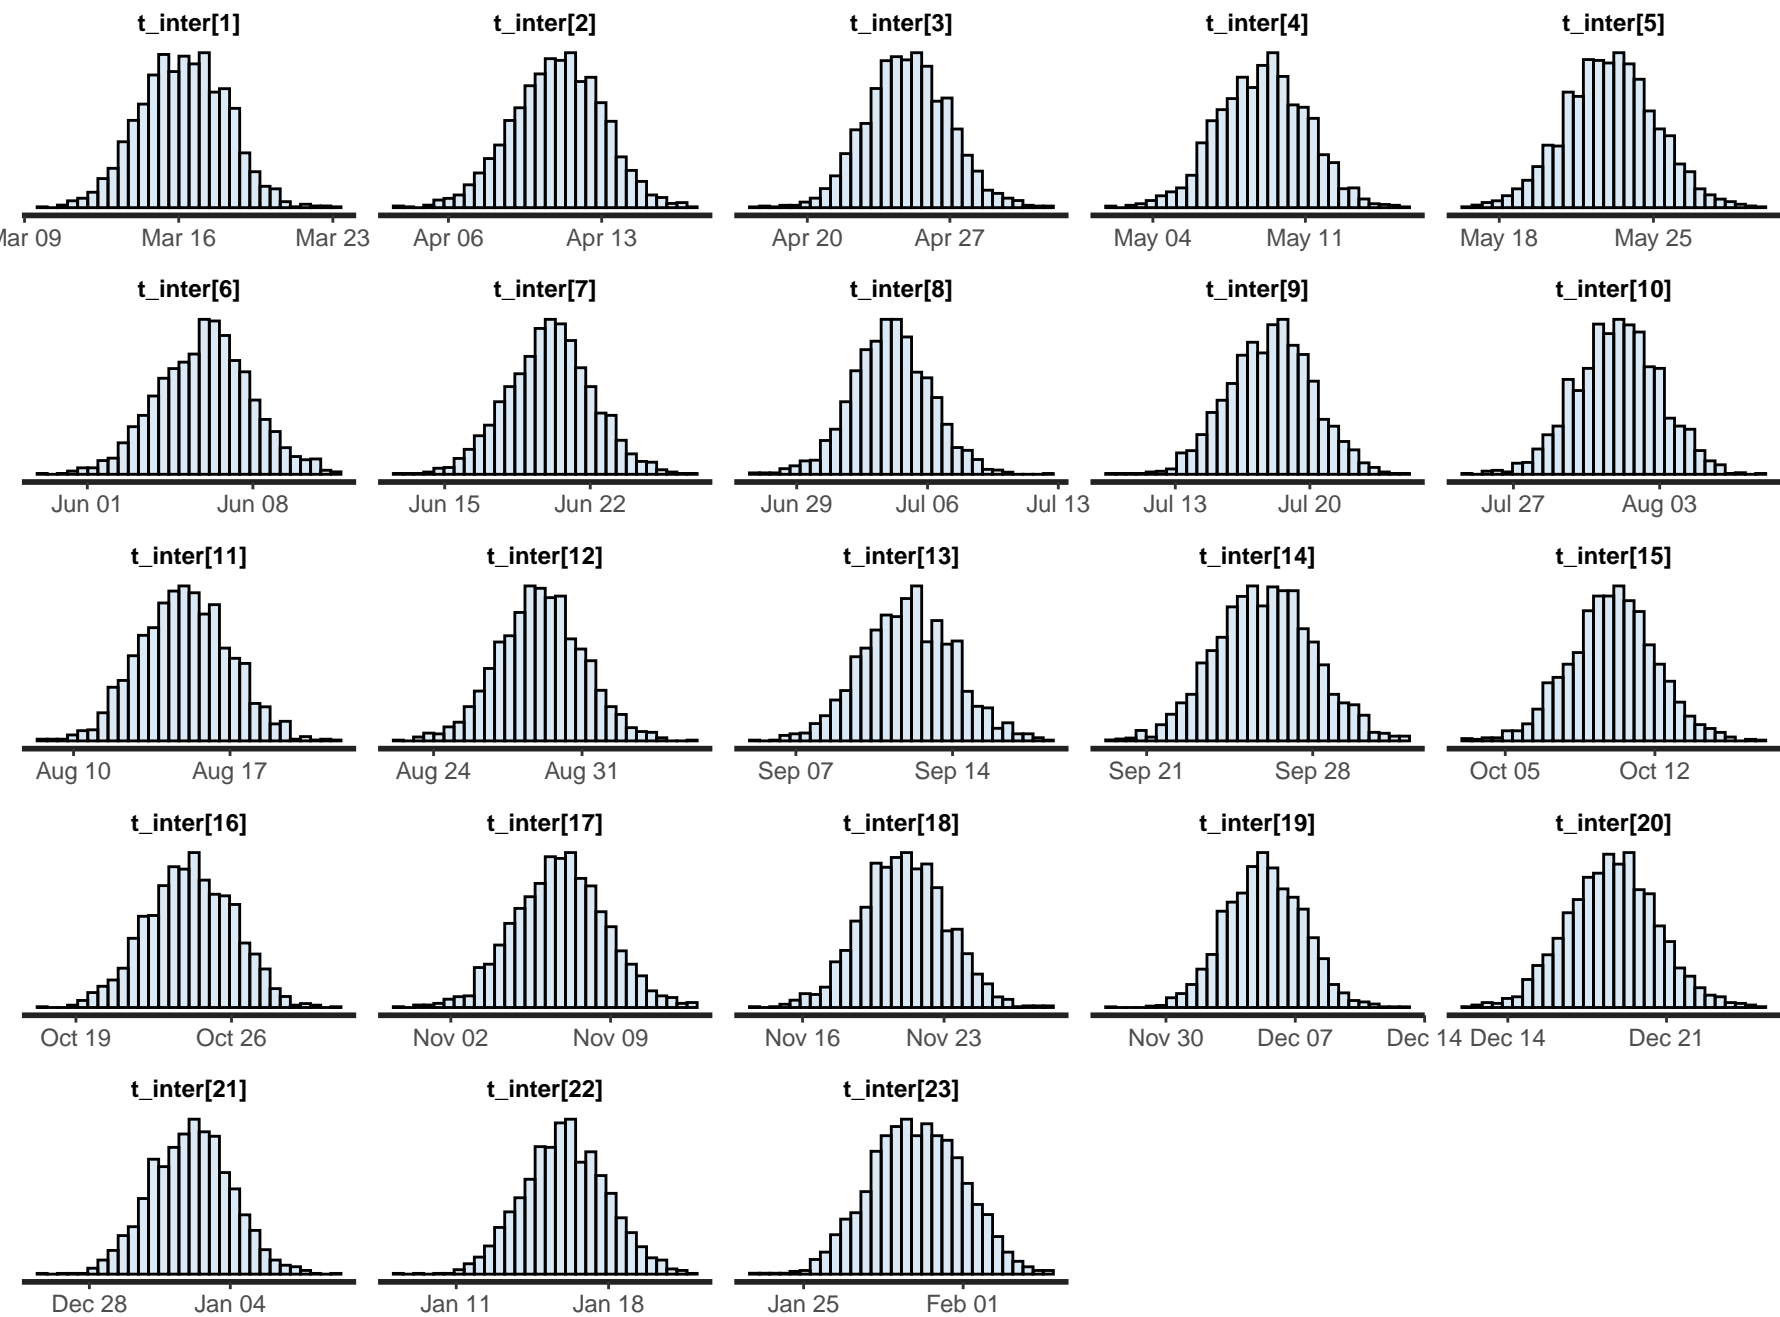 t_inter[1] t_inter[2] t_inter[3] t_inter[4] t_inter[5]
Mar 09 Mar 16 Mar 23 Apr 06 Apr 13 Apr 20 Apr 27 May 04 May 11 May 18 May 25
t_inter[6] t_inter[7] t_inter[8] t_inter[9] t_inter[10]
Jun 01 Jun 08 Jun 15 Jun 22 Jun 29 Jul 06 Jul 13 Jul 13 Jul 20 Jul 27 Aug 03
t_inter[11] t_inter[12] t_inter[13] t_inter[14] t_inter[15]
Aug 10 Aug 17 Aug 24 Aug 31 Sep 07 Sep 14 Sep 21 Sep 28 Oct 05 Oct 12
t_inter[16] t_inter[17] t_inter[18] t_inter[19] t_inter[20]
Oct 19 Oct 26 Nov 02 Nov 09 Nov 16 Nov 23 Nov 30 Dec 07 Dec 14 Dec 14 Dec 21
t_inter[21] t_inter[22] t_inter[23]
Dec 28 Jan 04 Jan 11 Jan 18 Jan 25 Feb 01